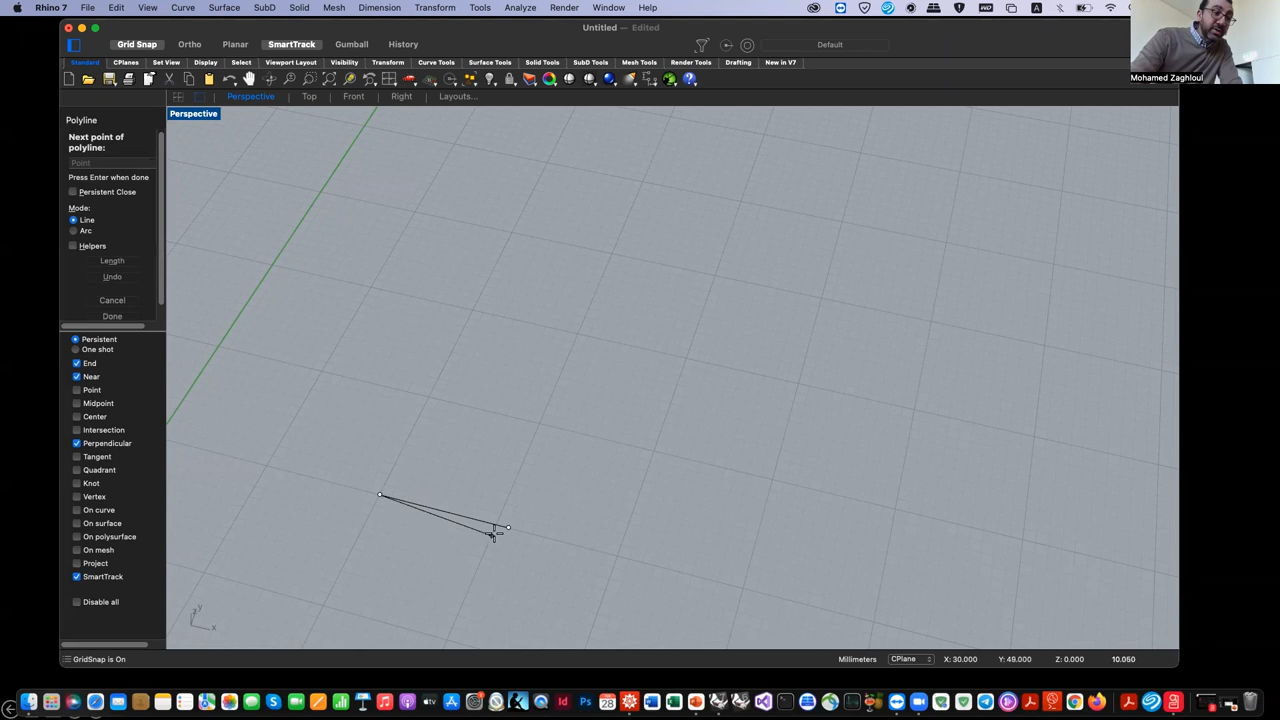 Rhino 7 File Edit View Curve Surface SubD Solid Mesh Dimension Transform Tools Analyze Render Window Help
Untitled — Edited
Grid Snap Ortho Planar SmartTrack Gumball History Default
Standard CPlanes Set View Display Select Viewport Layout Visibility Transform Curve Tools Surface Tools Solid Tools SubD Tools Mesh Tools Render Tools Drafting New in V7
Mohamed Zaghloul
Perspective Top Front Right Layouts...
Perspective
Polyline
Next point of
polyline:
Point
Press Enter when done
Persistent Close
Mode:
Line
Arc
Helpers
Length
Undo
Cancel
Done
Persistent
One shot
End
Near
Point
Midpoint
Center
Intersection
Perpendicular
Tangent
Quadrant
Knot
Vertex
On curve
On surface
On polysurface
On mesh
Project
SmartTrack
Disable all
y
z
x
GridSnap is On Millimeters CPlane X: 30.000 Y: 49.000 Z: 0.000 10.050